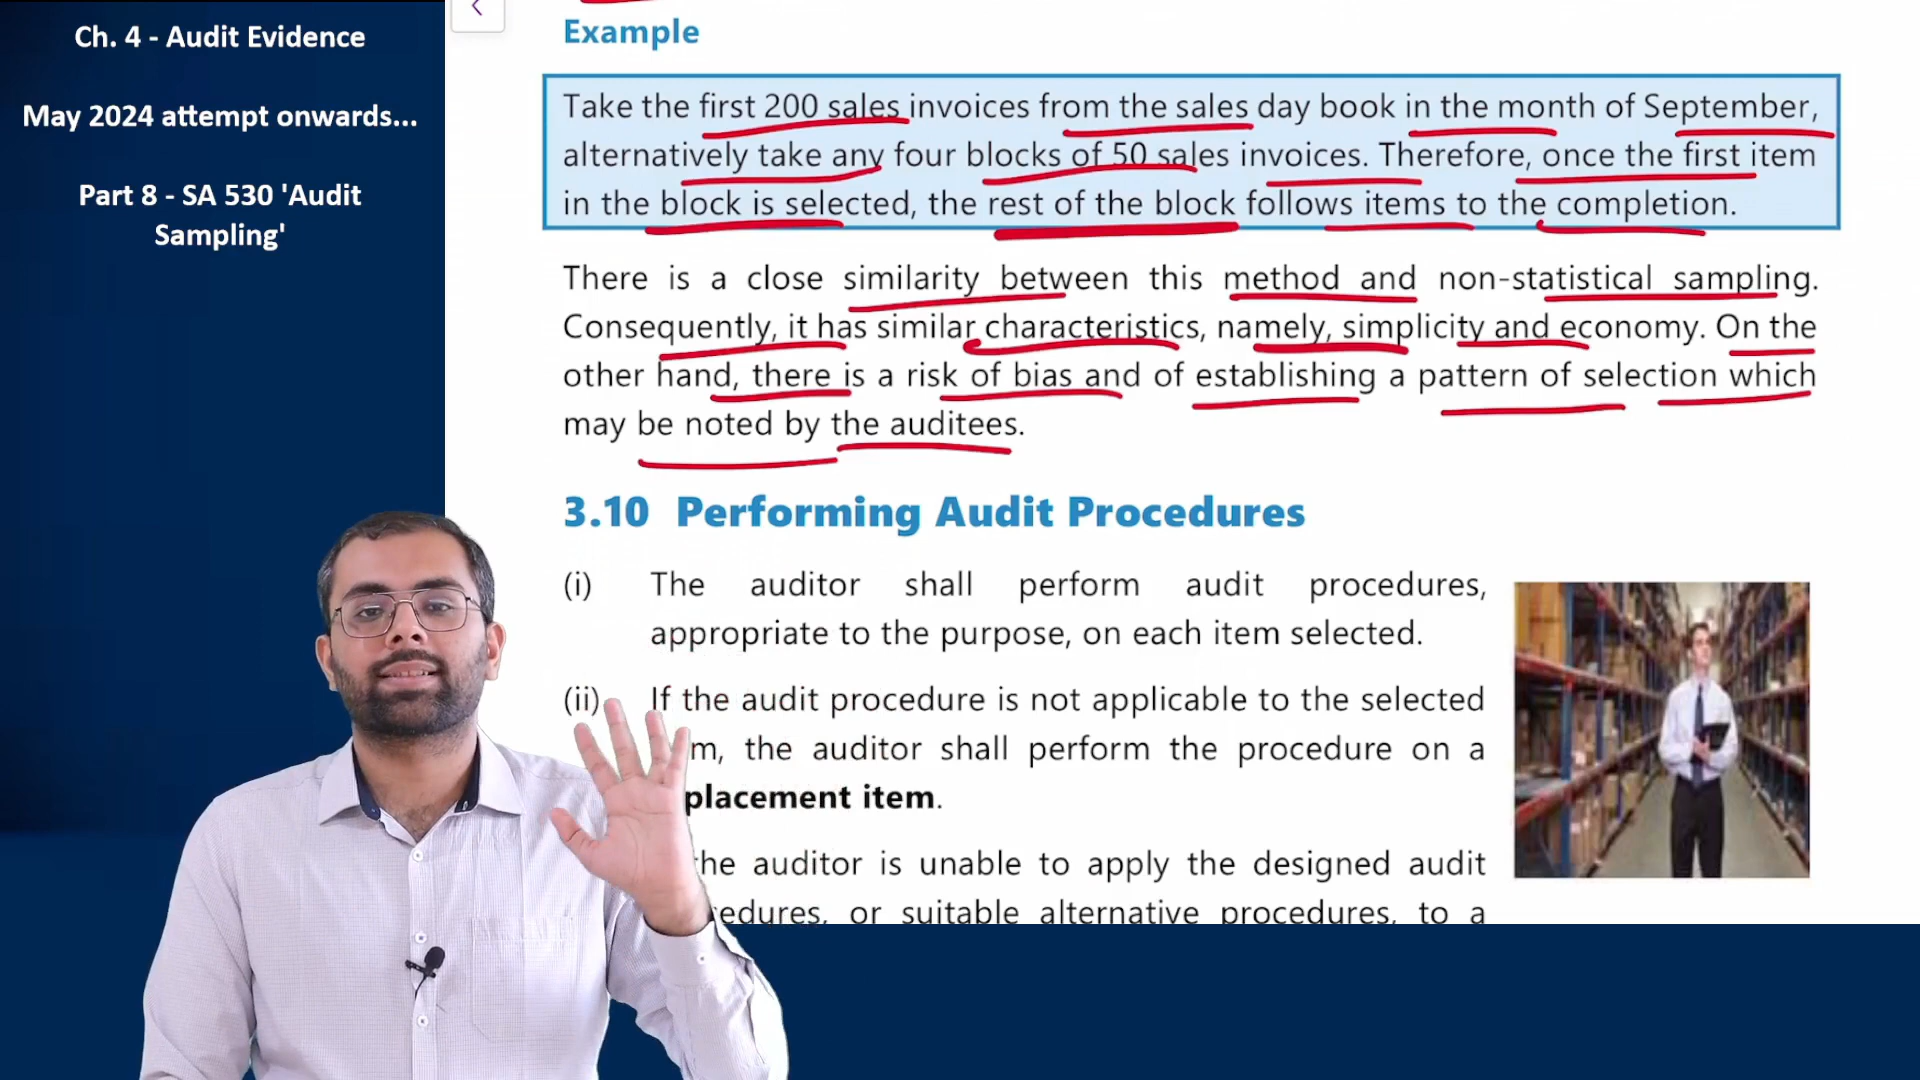 Ch. 4 - Audit Evidence
May 2024 attempt onwards...
Part 8 - SA 530 'Audit
Sampling'
Example
Take the first 200 sales invoices from the sales day book in the month of September,
alternatively take any four blocks of 50 sales invoices. Therefore, once the first item
in the block is selected, the rest of the block follows items to the completion.
There is a close similarity between this method and non-statistical sampling.
Consequently, it has similar characteristics, namely, simplicity and economy. On the
other hand, there is a risk of bias and of establishing a pattern of selection which
may be noted by the auditees.
3.10 Performing Audit Procedures
(i) The auditor shall perform audit procedures,
appropriate to the purpose, on each item selected.
(ii) If the audit procedure is not applicable to the selected
m, the auditor shall perform the procedure on a
placement item.
the auditor is unable to apply the designed audit
edures, or suitable alternative procedures, to a